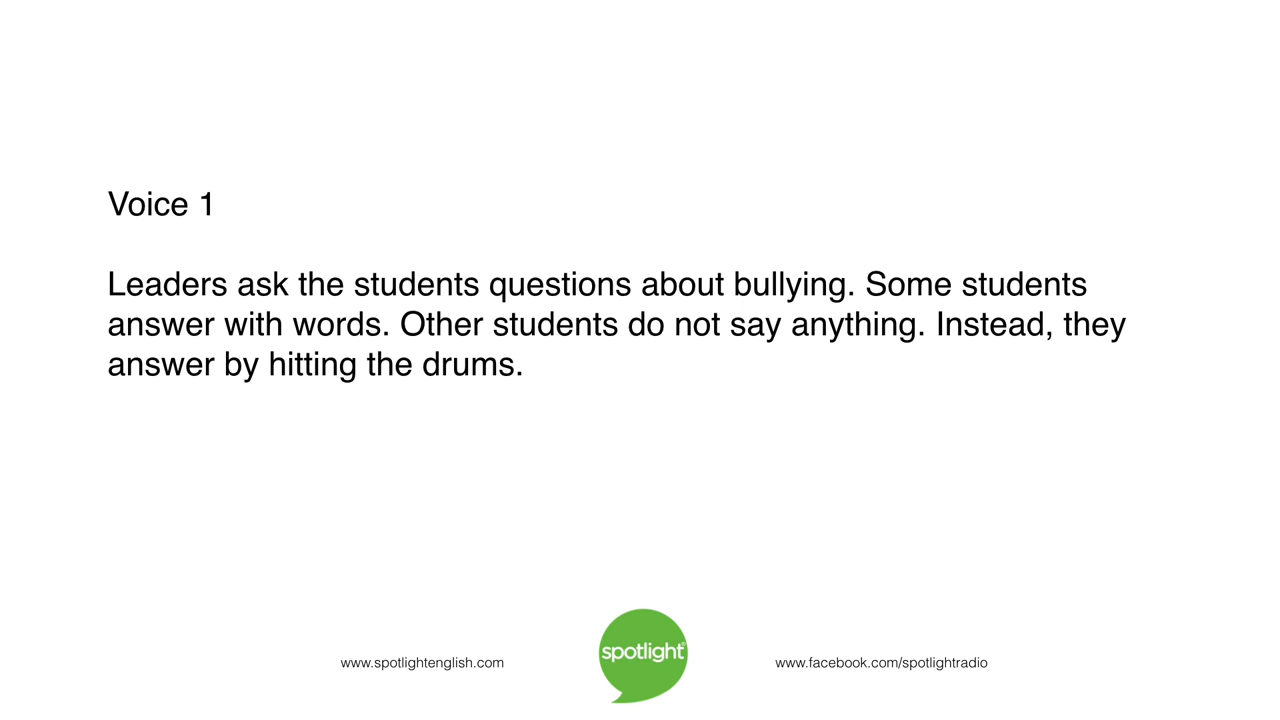 Voice 1
Leaders ask the students questions about bullying. Some students
answer with words. Other students do not say anything. Instead, they
answer by hitting the drums.
spotlight®
www.spotlightenglish.com
www.facebook.com/spotlightradio